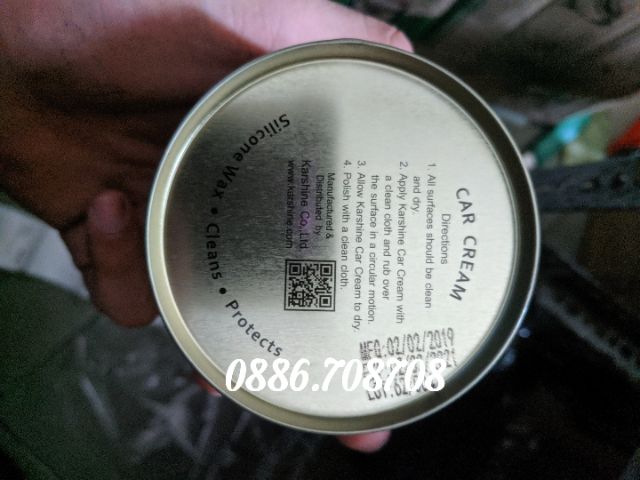 CAR CREAM
Directions
1. All surfaces should be clean
and dry.
2. Apply Karshine Car Cream with
a clean cloth and rub over
the surface in a circular motion.
3. Allow Karshine Car Cream to dry.
4. Polish with a clean cloth.
Manufactured &
Distributed by
Karshine Co.,Ltd.
www.karshine.com
Silicone Wax • Cleans • Protects
MFG:02/02/2019
2021
LOT:62
0886.708708